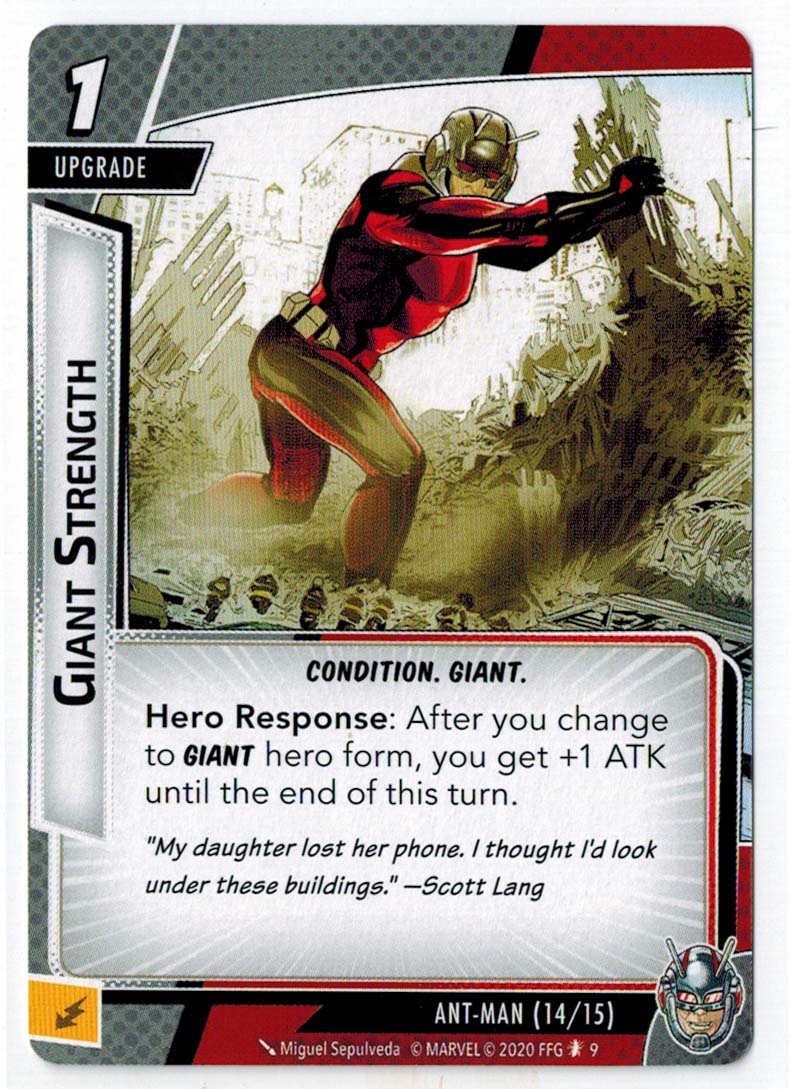 1
UPGRADE
GIANT STRENGTH
CONDITION. GIANT.
Hero Response: After you change
to GIANT hero form, you get +1 ATK
until the end of this turn.
"My daughter lost her phone. I thought I'd look
under these buildings." —Scott Lang
ANT-MAN (14/15)
Miguel Sepulveda © MARVEL © 2020 FFG 9